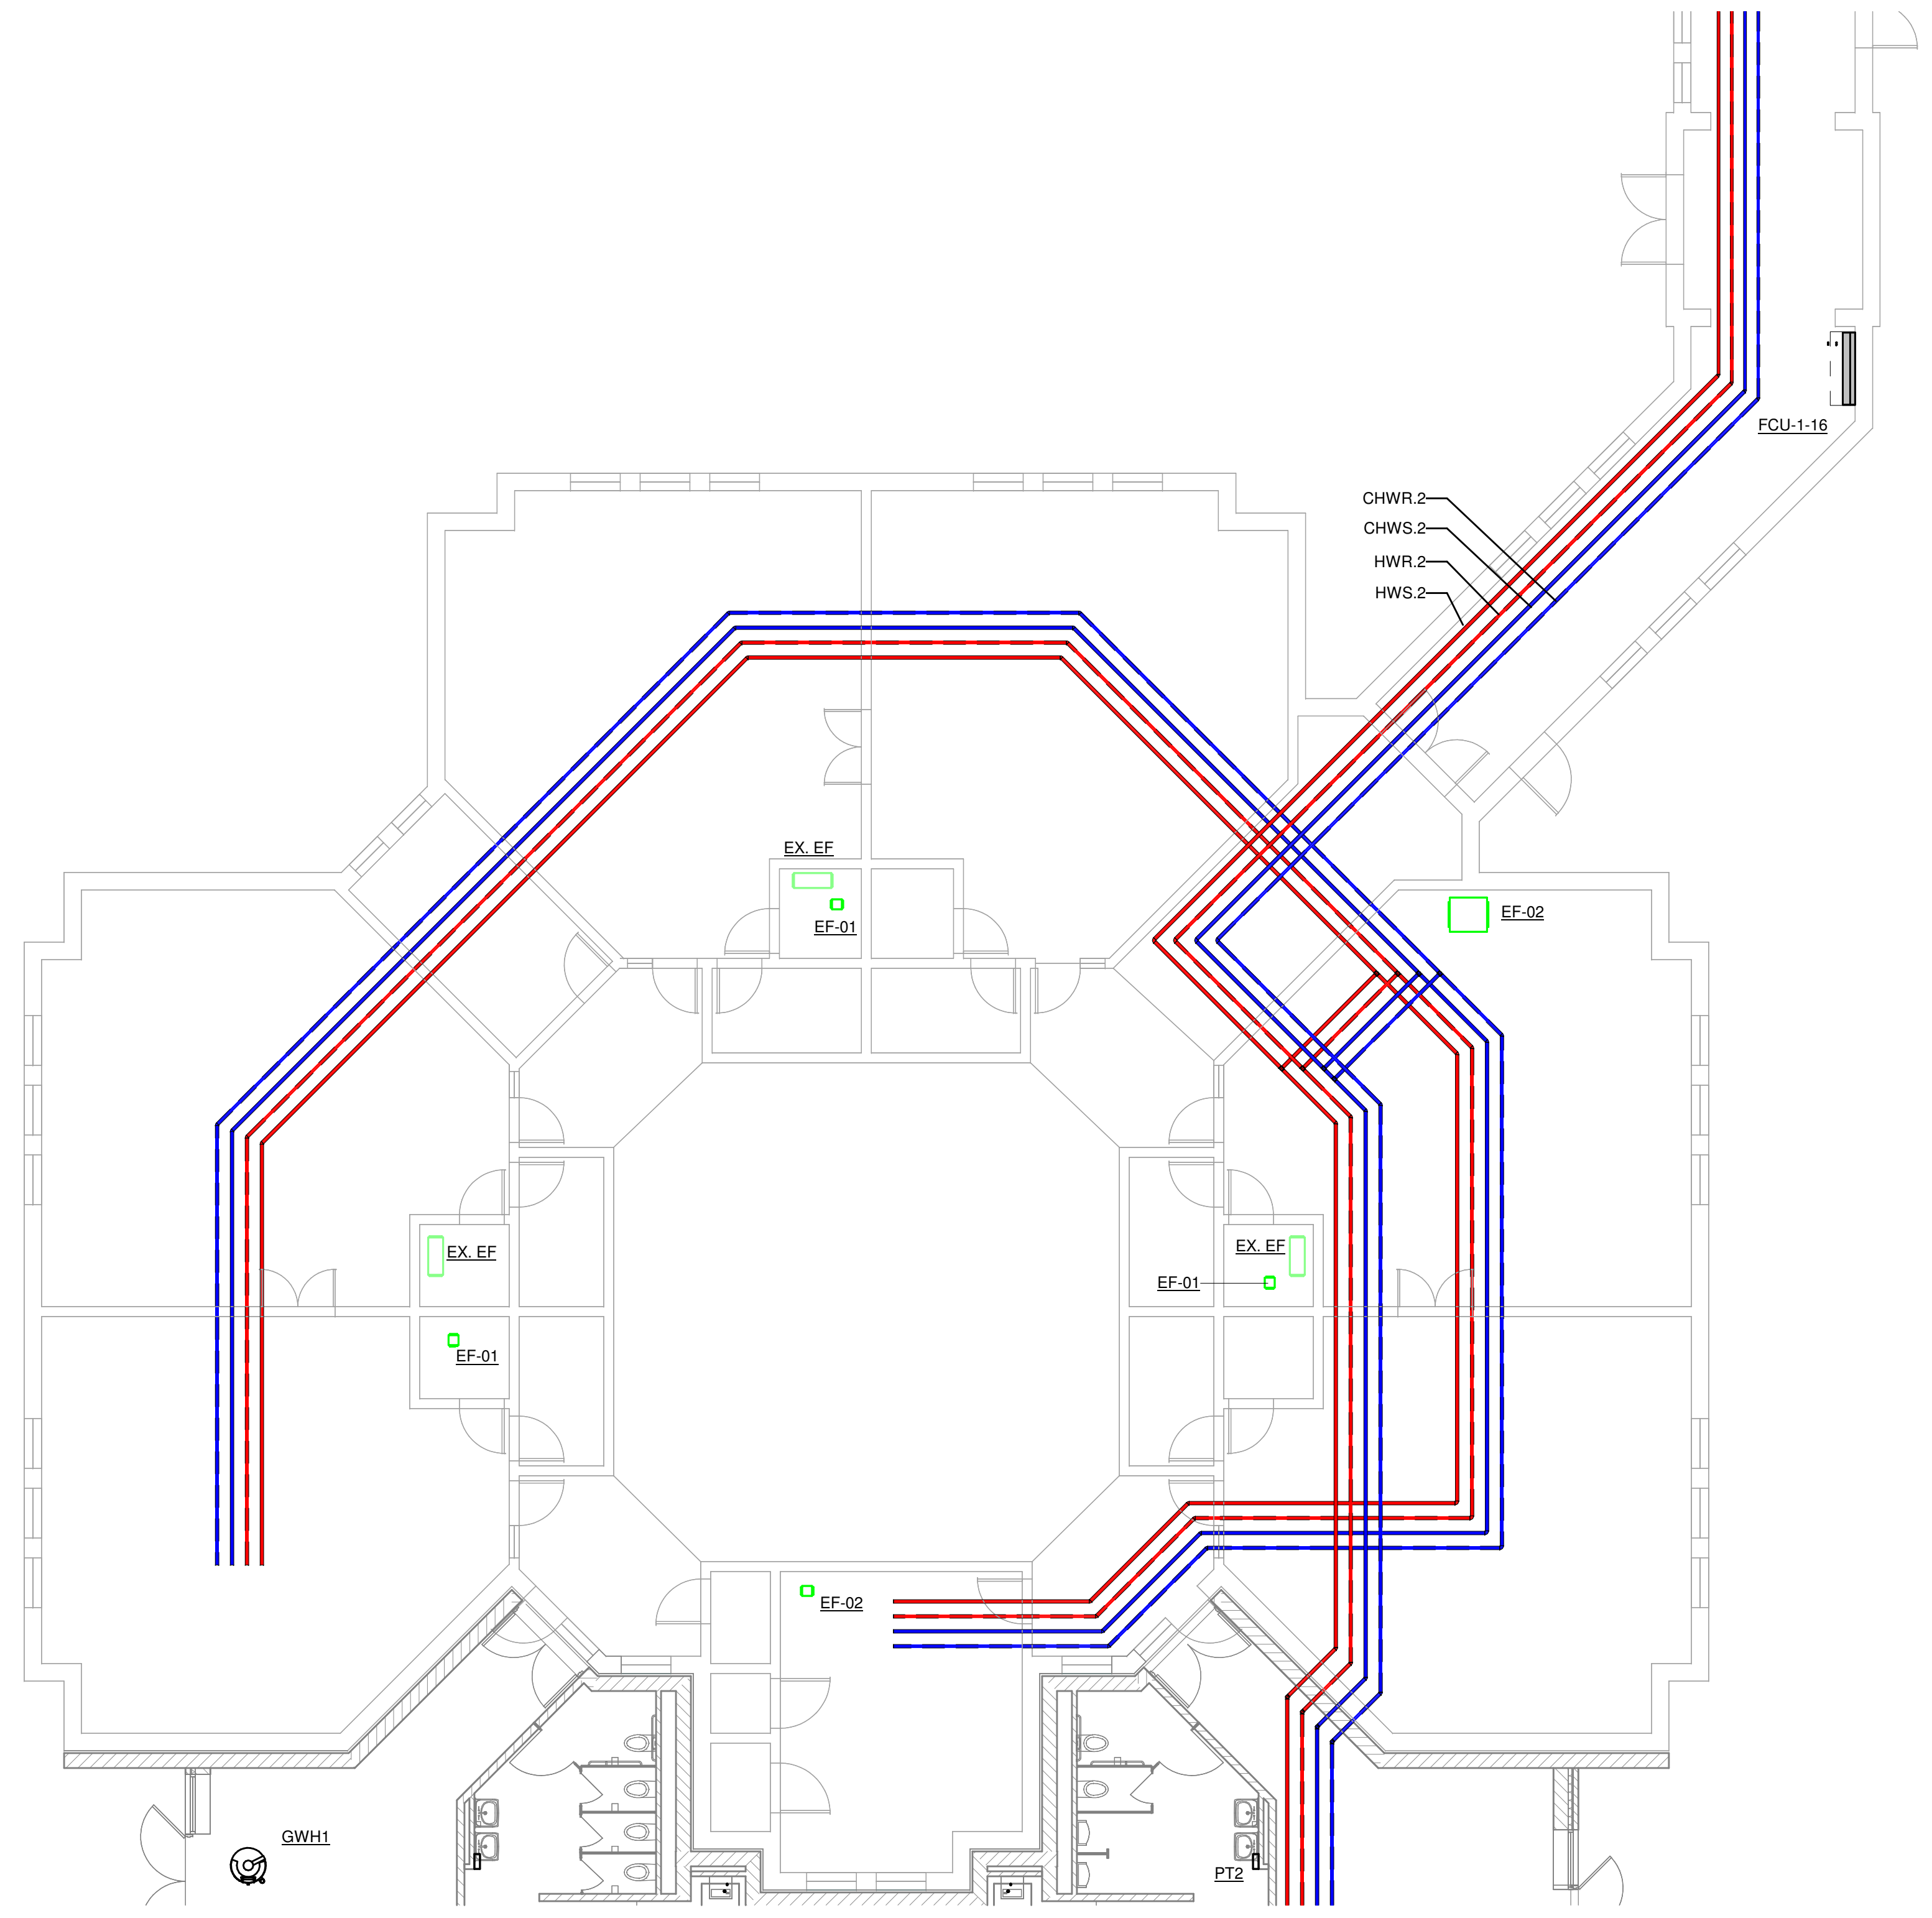 FCU-1-16
CHWR.2
CHWS.2
HWR.2
HWS.2
EX. EF
EF-01
EF-02
EX. EF
EX. EF
EF-01
EF-01
EF-02
GWH1
PT2